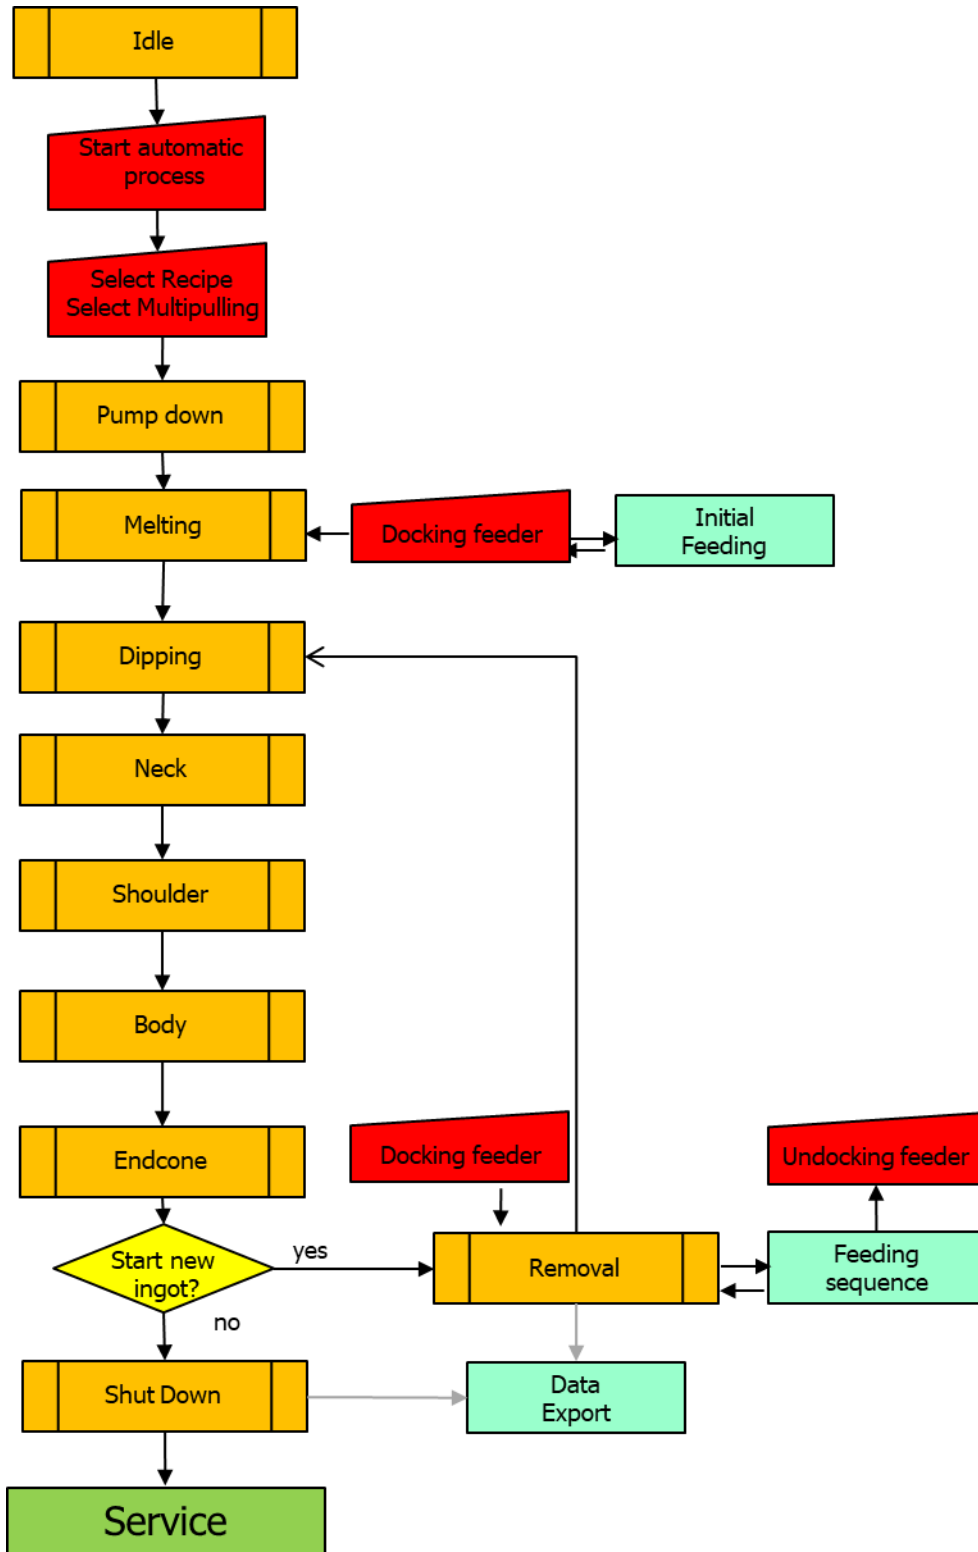 Idle
Start automatic
process
Select Recipe
Select Multipulling
Pump down
Melting
Docking feeder
Initial
Feeding
Dipping
Neck
Shoulder
Body
Endcone
Docking feeder
Undocking feeder
Start new
ingot?
yes
Removal
Feeding
sequence
no
Shut Down
Data
Export
Service